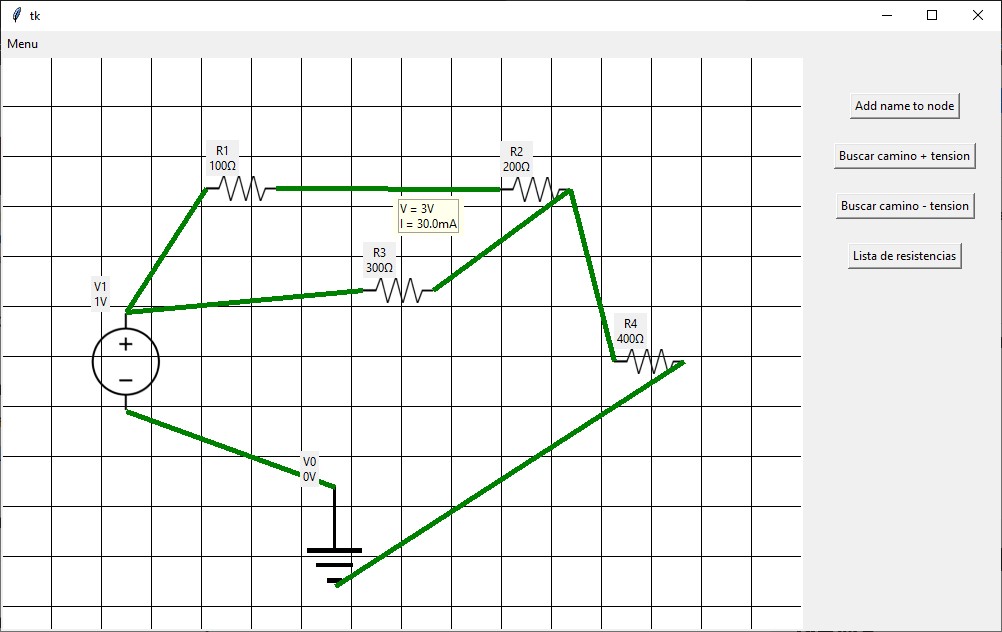 tk
Menu
R1
100Ω
R2
200Ω
V = 3V
I = 30.0mA
R3
300Ω
V1
1V
R4
400Ω
V0
0V
Add name to node
Buscar camino + tension
Buscar camino - tension
Lista de resistencias